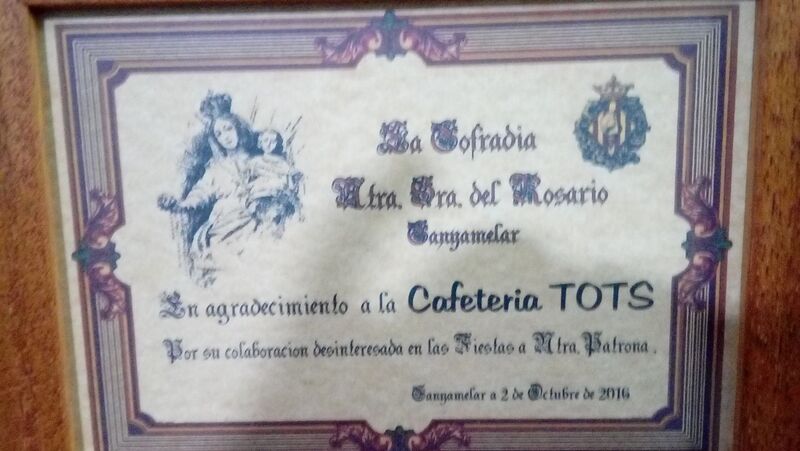 La Cofradia
Ntra. Sra. del Rosario
Canyamelar
En agradecimiento a la Cafeteria TOTS
Por su colaboracion desinteresada en las Fiestas a Ntra. Patrona.
Canyamelar a 2 de Octubre de 2016